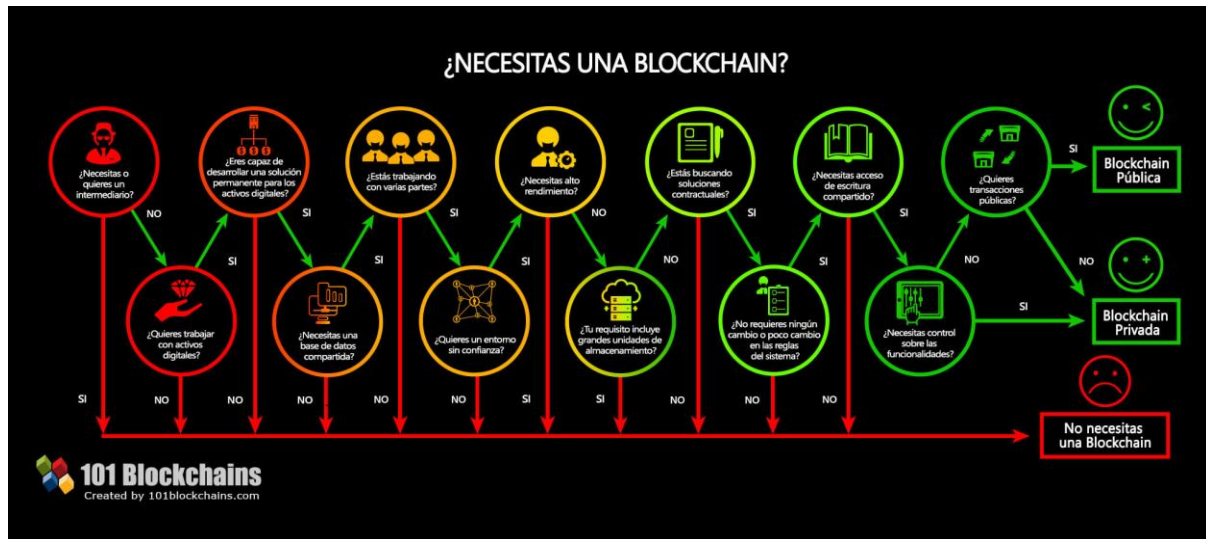 ¿NECESITAS UNA BLOCKCHAIN?
¿Necesitas o
quieres un
intermediario?
¿Eres capaz de
desarrollar una solución
permanente para los
activos digitales?
¿Estás trabajando
con varias partes?
¿Necesitas alto
rendimiento?
¿Estás buscando
soluciones
contractuales?
¿Necesitas acceso
de escritura
compartido?
¿Quieres
transacciones
públicas?
SI
Blockchain
Pública
NO
SI
SI
NO
SI
SI
NO
SI
SI
NO
SI
NO
NO
SI
Blockchain
Privada
¿Quieres trabajar
con activos
digitales?
¿Necesitas una
base de datos
compartida?
¿Quieres un entorno
sin confianza?
¿Tu requisito incluye
grandes unidades de
almacenamiento?
¿No requieres ningún
cambio o poco cambio
en las reglas
del sistema?
¿Necesitas control
sobre las
funcionalidades?
SI
NO
NO
NO
NO
NO
SI
SI
NO
NO
NO
No necesitas
una Blockchain
101 Blockchains
Created by 101blockchains.com